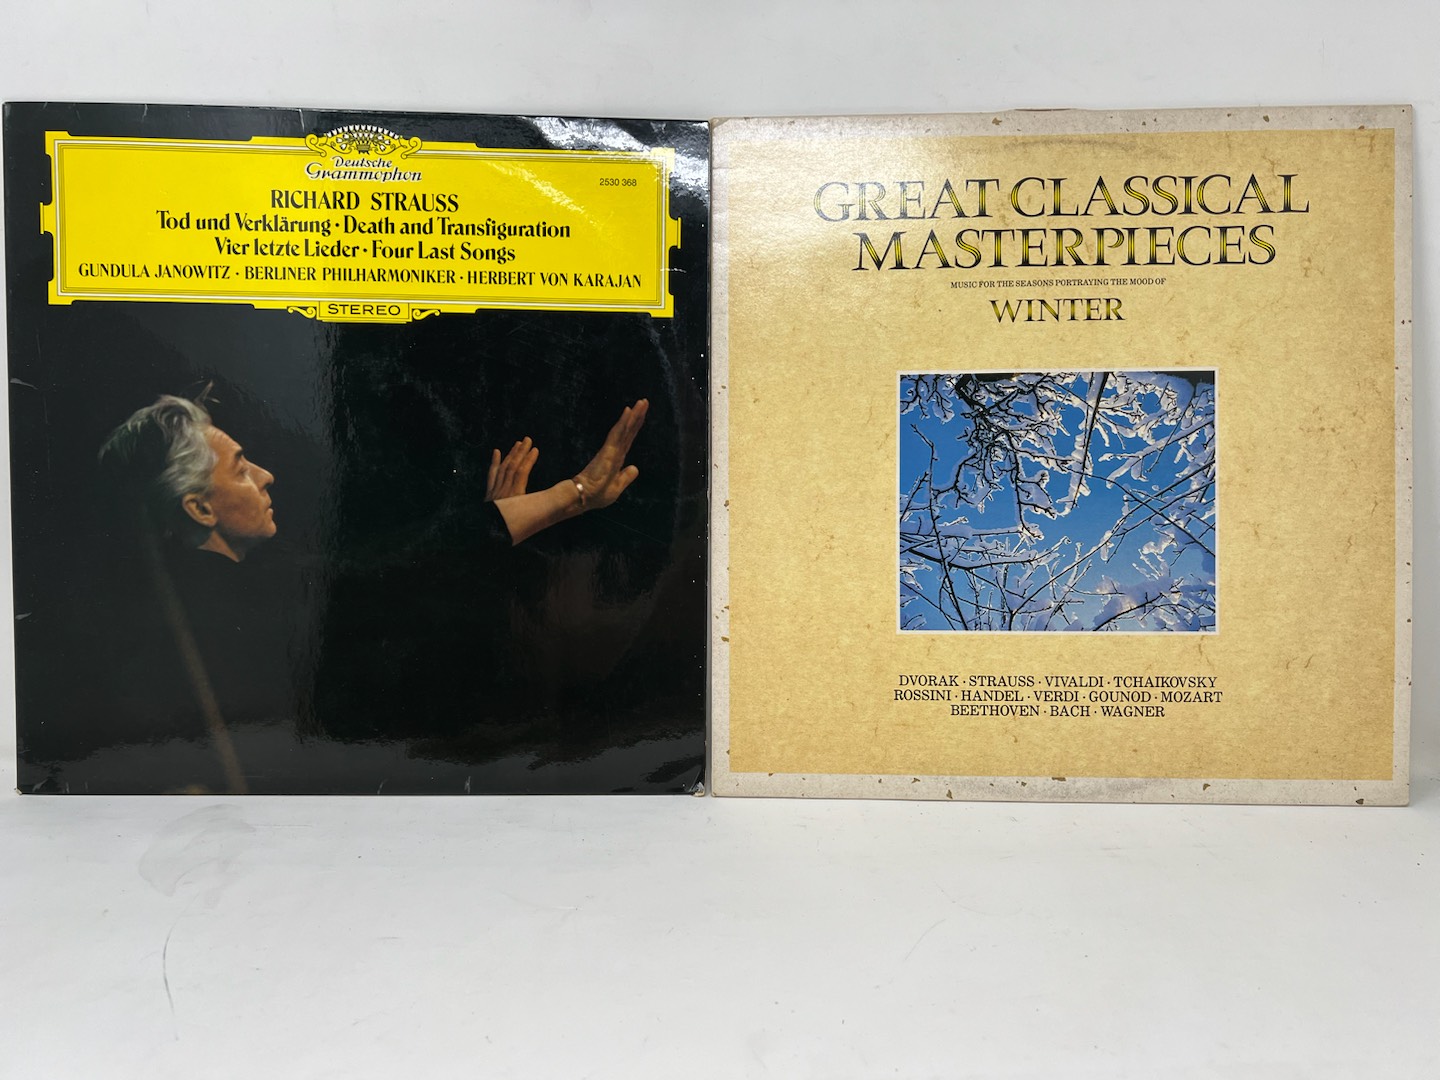 Deutsche
Grammophon
2530 368
RICHARD STRAUSS
Tod und Verklärung · Death and Transfiguration
Vier letzte Lieder · Four Last Songs
GUNDULA JANOWITZ · BERLINER PHILHARMONIKER · HERBERT VON KARAJAN
STEREO
GREAT CLASSICAL
MASTERPIECES
MUSIC FOR THE SEASONS PORTRAYING THE MOOD OF
WINTER
DVORAK · STRAUSS · VIVALDI · TCHAIKOVSKY
ROSSINI · HANDEL · VERDI · GOUNOD · MOZART
BEETHOVEN · BACH · WAGNER